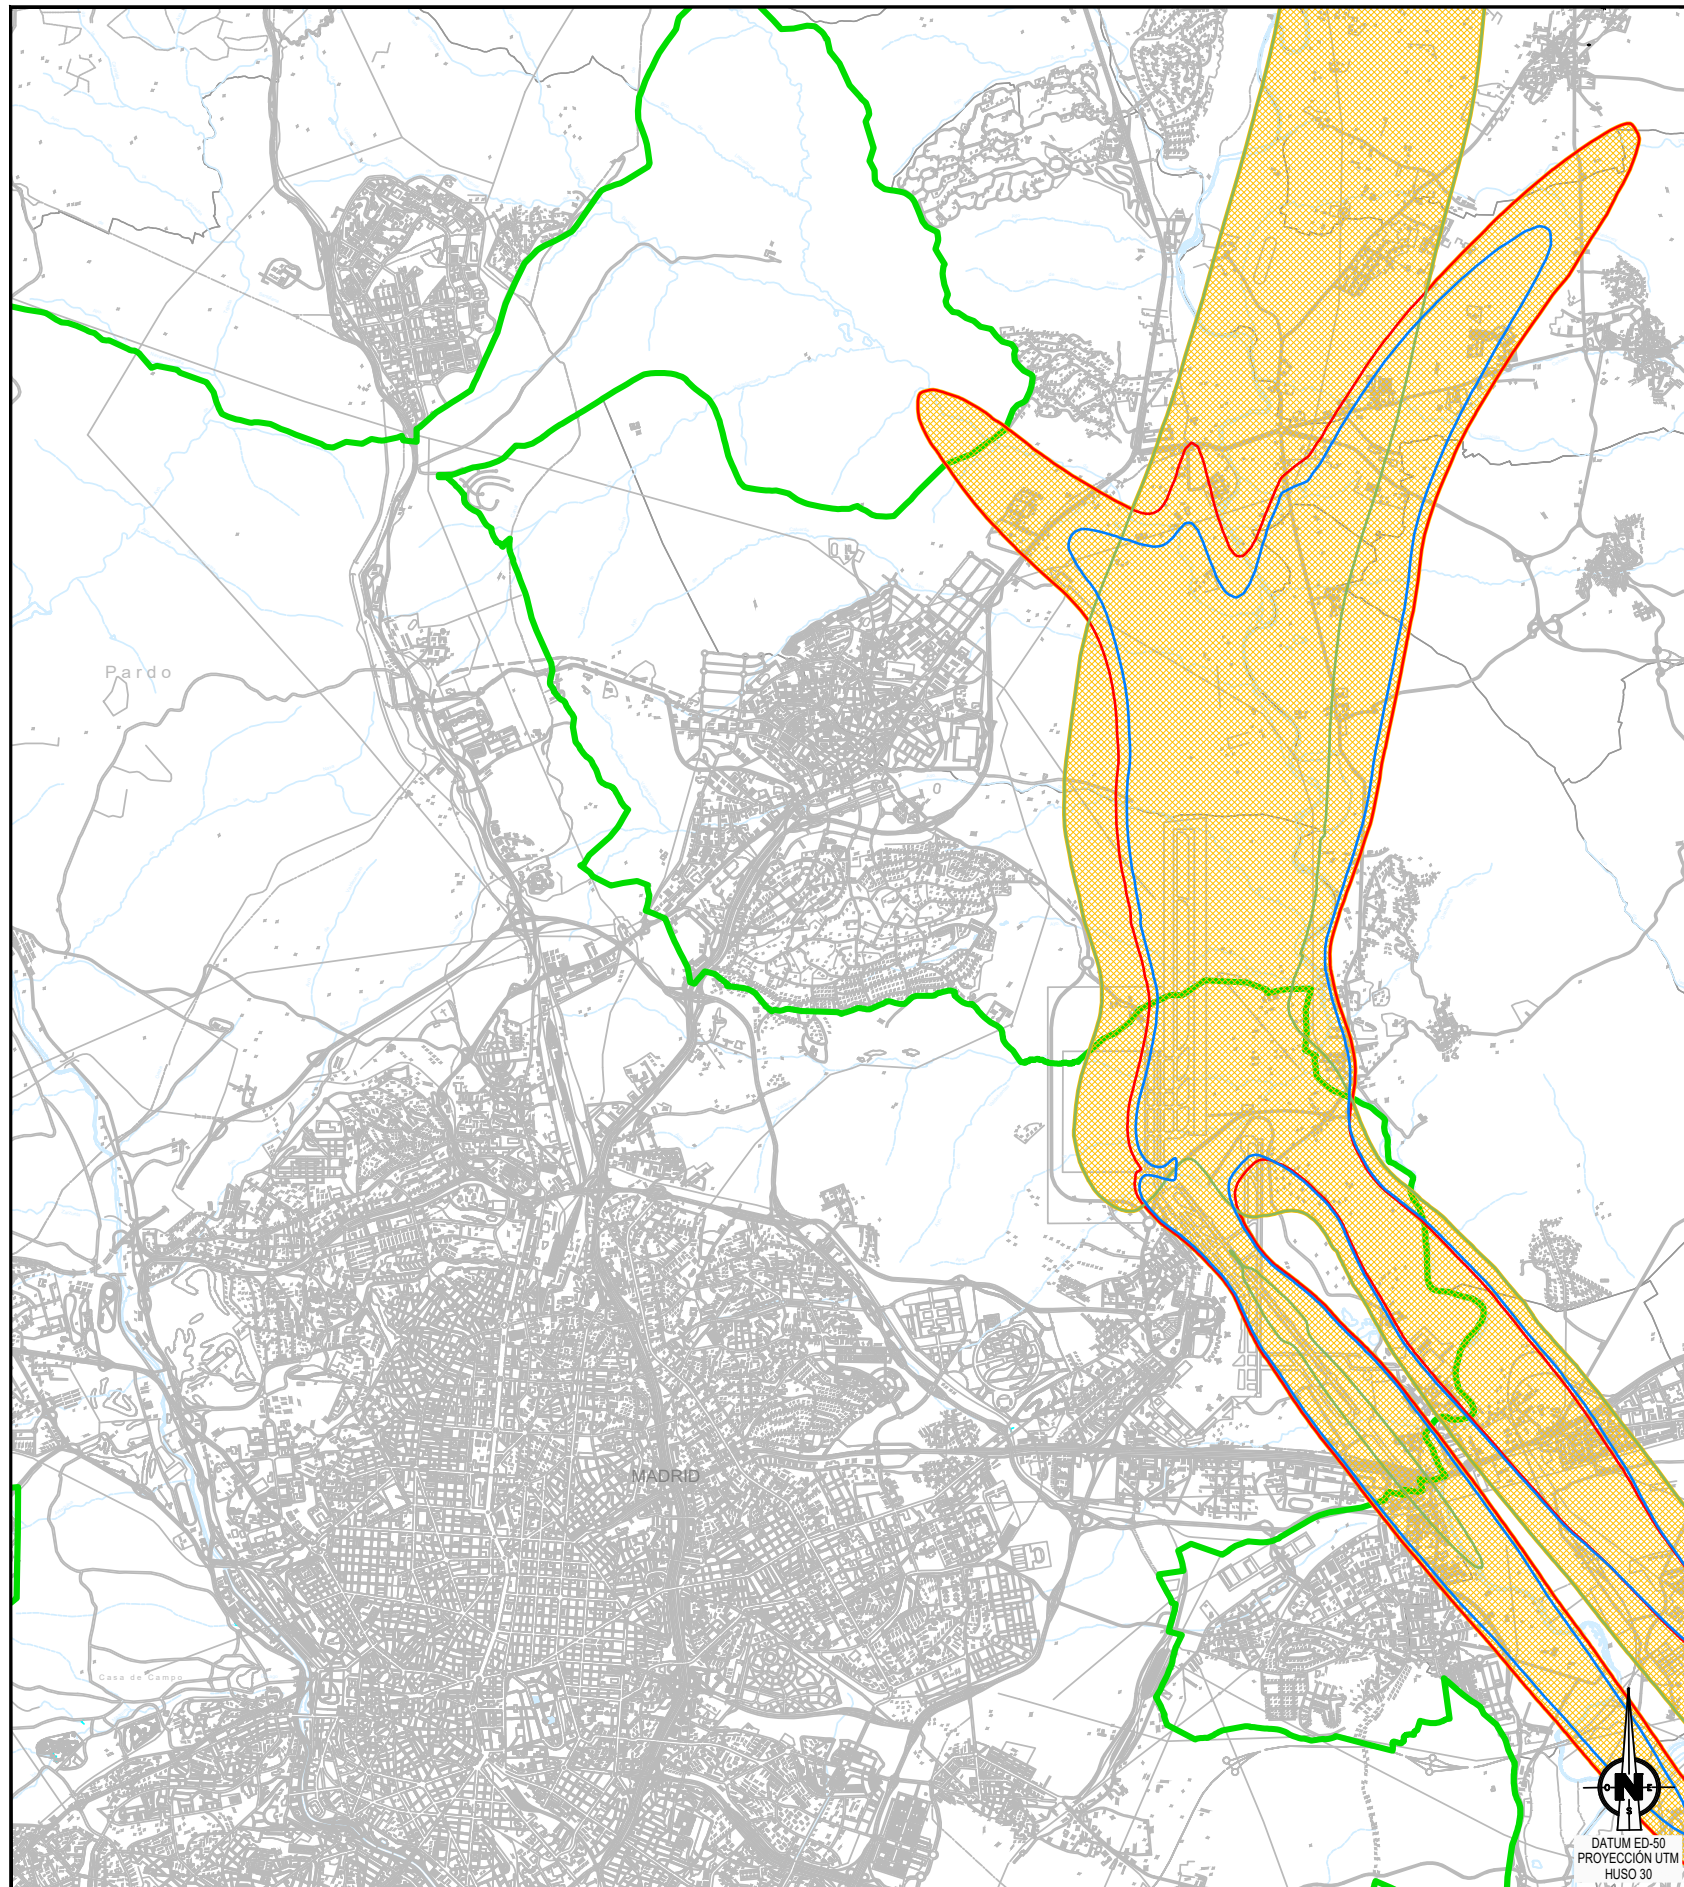 Pardo
MADRID
Casa de Campo
O N E
S
DATUM ED-50
PROYECCIÓN UTM
HUSO 30